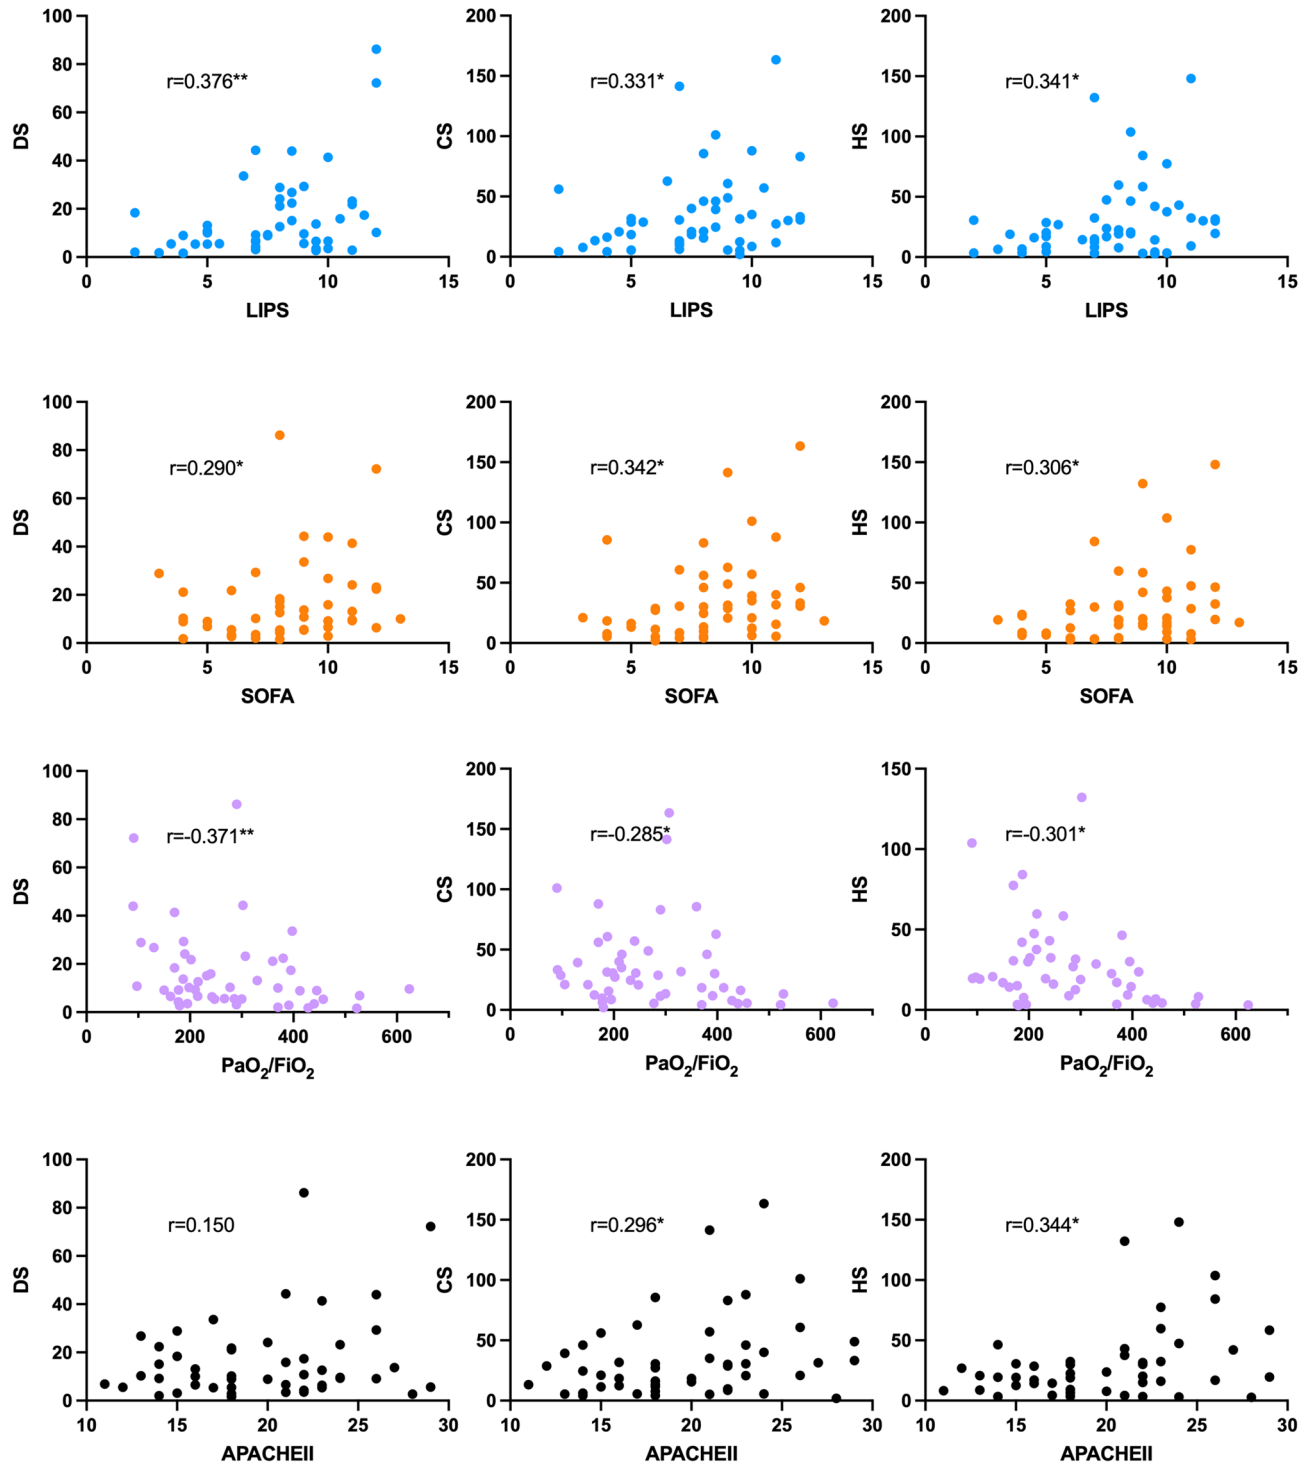 100
80
60
40
20
0
DS
r=0.376**
0 5 10 15
LIPS
200
150
100
50
0
CS
r=0.331*
0 5 10 15
LIPS
200
150
100
50
0
HS
r=0.341*
0 5 10 15
LIPS
100
80
60
40
20
0
DS
r=0.290*
0 5 10 15
SOFA
200
150
100
50
0
CS
r=0.342*
0 5 10 15
SOFA
200
150
100
50
0
HS
r=0.306*
0 5 10 15
SOFA
100
80
60
40
20
0
DS
r=-0.371**
0 200 400 600
PaO₂/FiO₂
200
150
100
50
0
CS
r=-0.285*
0 200 400 600
PaO₂/FiO₂
150
100
50
0
HS
r=-0.301*
0 200 400 600
PaO₂/FiO₂
100
80
60
40
20
0
DS
r=0.150
10 15 20 25 30
APACHEII
200
150
100
50
0
CS
r=0.296*
10 15 20 25 30
APACHEII
200
150
100
50
0
HS
r=0.344*
10 15 20 25 30
APACHEII